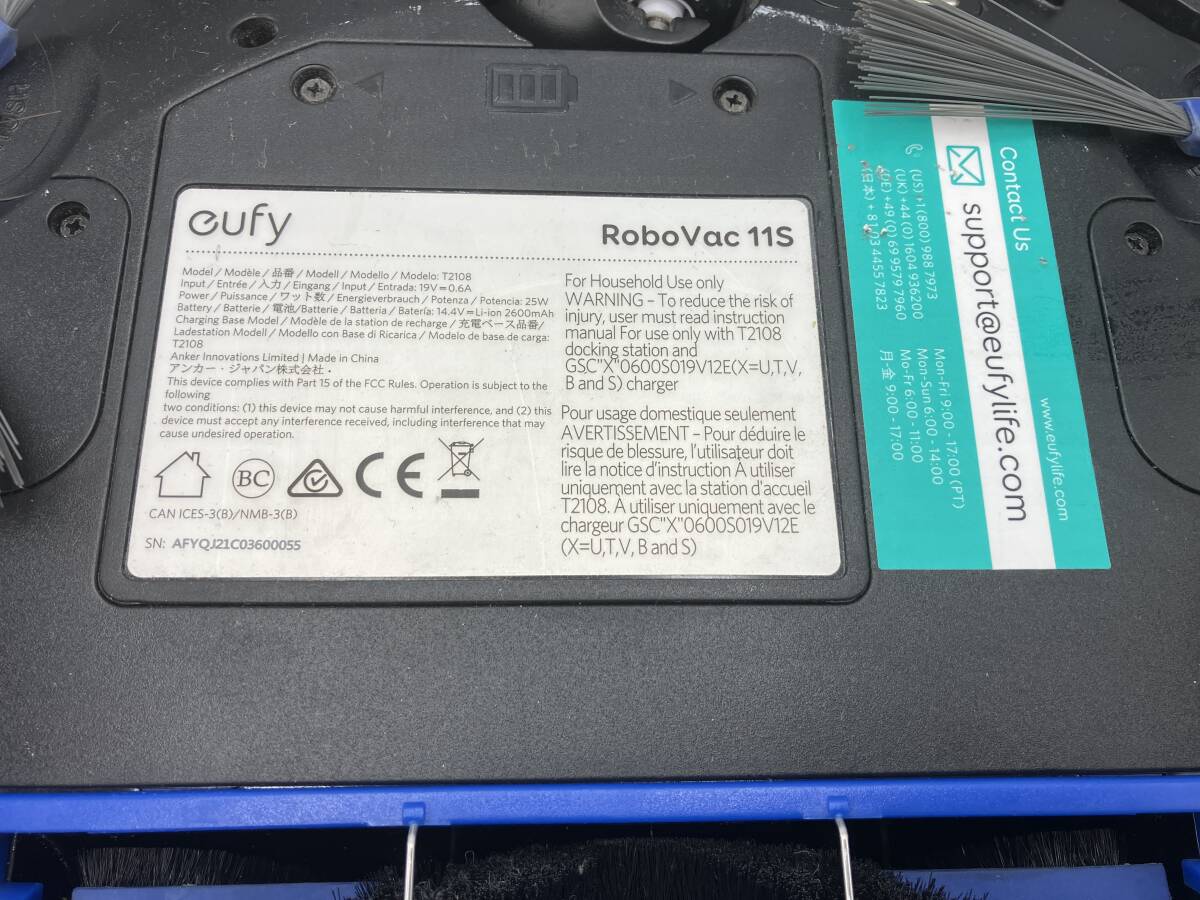 eufy
RoboVac 11S
Model / Modèle / 品番 / Modell / Modello / Modelo: T2108
Input / Entrée / 入力 / Eingang / Input / Entrada: 19V⎓0.6A
Power / Puissance / ワット数 / Energieverbrauch / Potenza / Potencia: 25W
Battery / Batterie / 電池/Batterie / Batteria / Batería: 14.4V⎓Li-ion 2600mAh
Charging Base Model / Modèle de la station de recharge / 充電ベース品番/
Ladestation Modell / Modello con Base di Ricarica / Modelo de base de carga:
T2108
Anker Innovations Limited | Made in China
アンカー・ジャパン株式会社・
This device complies with Part 15 of the FCC Rules. Operation is subject to the
following
two conditions: (1) this device may not cause harmful interference, and (2) this
device must accept any interference received, including interference that may
cause undesired operation.
BC
CE
CAN ICES-3(B)/NMB-3(B)
SN: AFYQJ21C03600055
For Household Use only
WARNING – To reduce the risk of
injury, user must read instruction
manual For use only with T2108
docking station and
GSC"X"0600S019V12E(X=U,T,V,
B and S) charger
Pour usage domestique seulement
AVERTISSEMENT – Pour déduire le
risque de blessure, l'utilisateur doit
lire la notice d'instruction À utiliser
uniquement avec la station d'accueil
T2108. À utiliser uniquement avec le
chargeur GSC"X"0600S019V12E
(X=U,T,V, B and S)
Contact Us
support@eufylife.com
www.eufylife.com
(US) +1 (800) 988 7973
Mon-Fri 9:00 - 17:00 (PT)
(UK) +44 (0) 1604 936200
Mon-Sun 6:00 - 14:00
(DE) +49 (0) 69 9579 7960
Mo-Fr 6:00 - 11:00
(日本) + 81 03 4455 7823
月-金 9:00 - 17:00